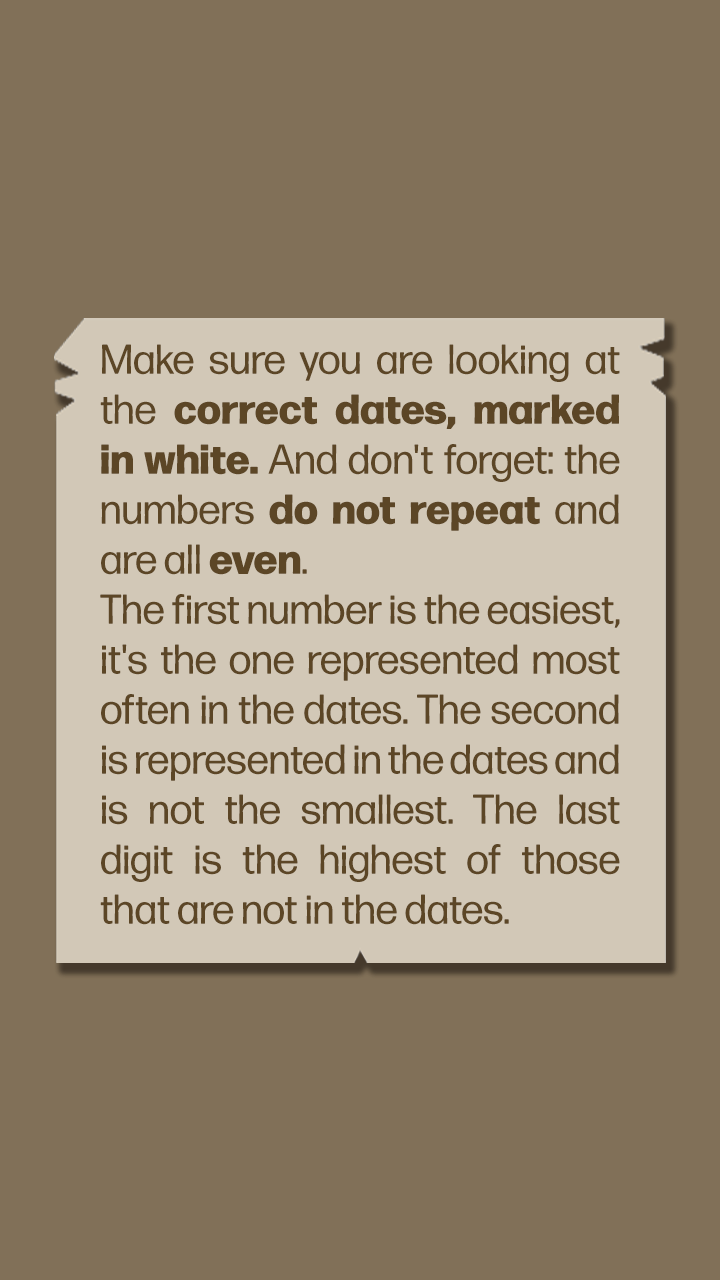 Make sure you are looking at
the correct dates, marked
in white. And don't forget: the
numbers do not repeat and
are all even.
The first number is the easiest,
it's the one represented most
often in the dates. The second
is represented in the dates and
is not the smallest. The last
digit is the highest of those
that are not in the dates.